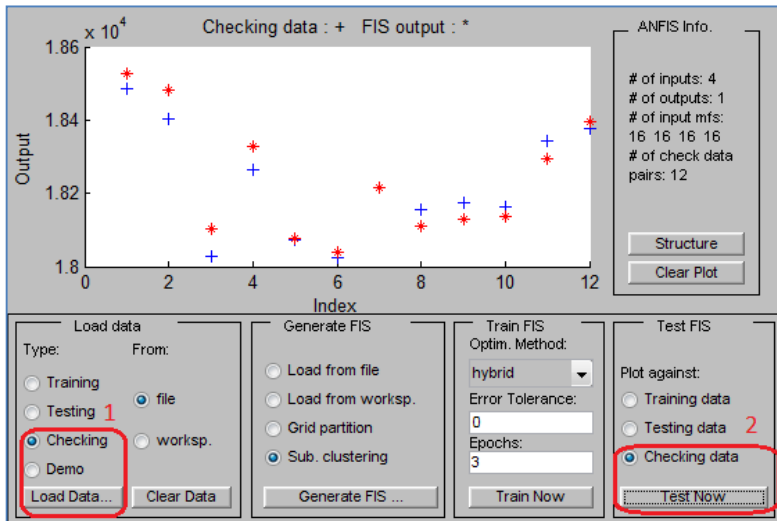 x 10⁴
Checking data : + FIS output : *
1.86
1.84
1.82
1.8
Output
0 2 4 6 8 10 12
Index
ANFIS Info.
# of inputs: 4
# of outputs: 1
# of input mfs:
16 16 16 16
# of check data
pairs: 12
Structure
Clear Plot
Load data
Type: From:
Training
Testing 1
Checking
Demo
file
worksp.
Load Data... Clear Data
Generate FIS
Load from file
Load from worksp.
Grid partition
Sub. clustering
Generate FIS ...
Train FIS
Optim. Method:
hybrid
Error Tolerance:
0
Epochs:
3
Train Now
Test FIS
Plot against:
Training data
Testing data 2
Checking data
Test Now